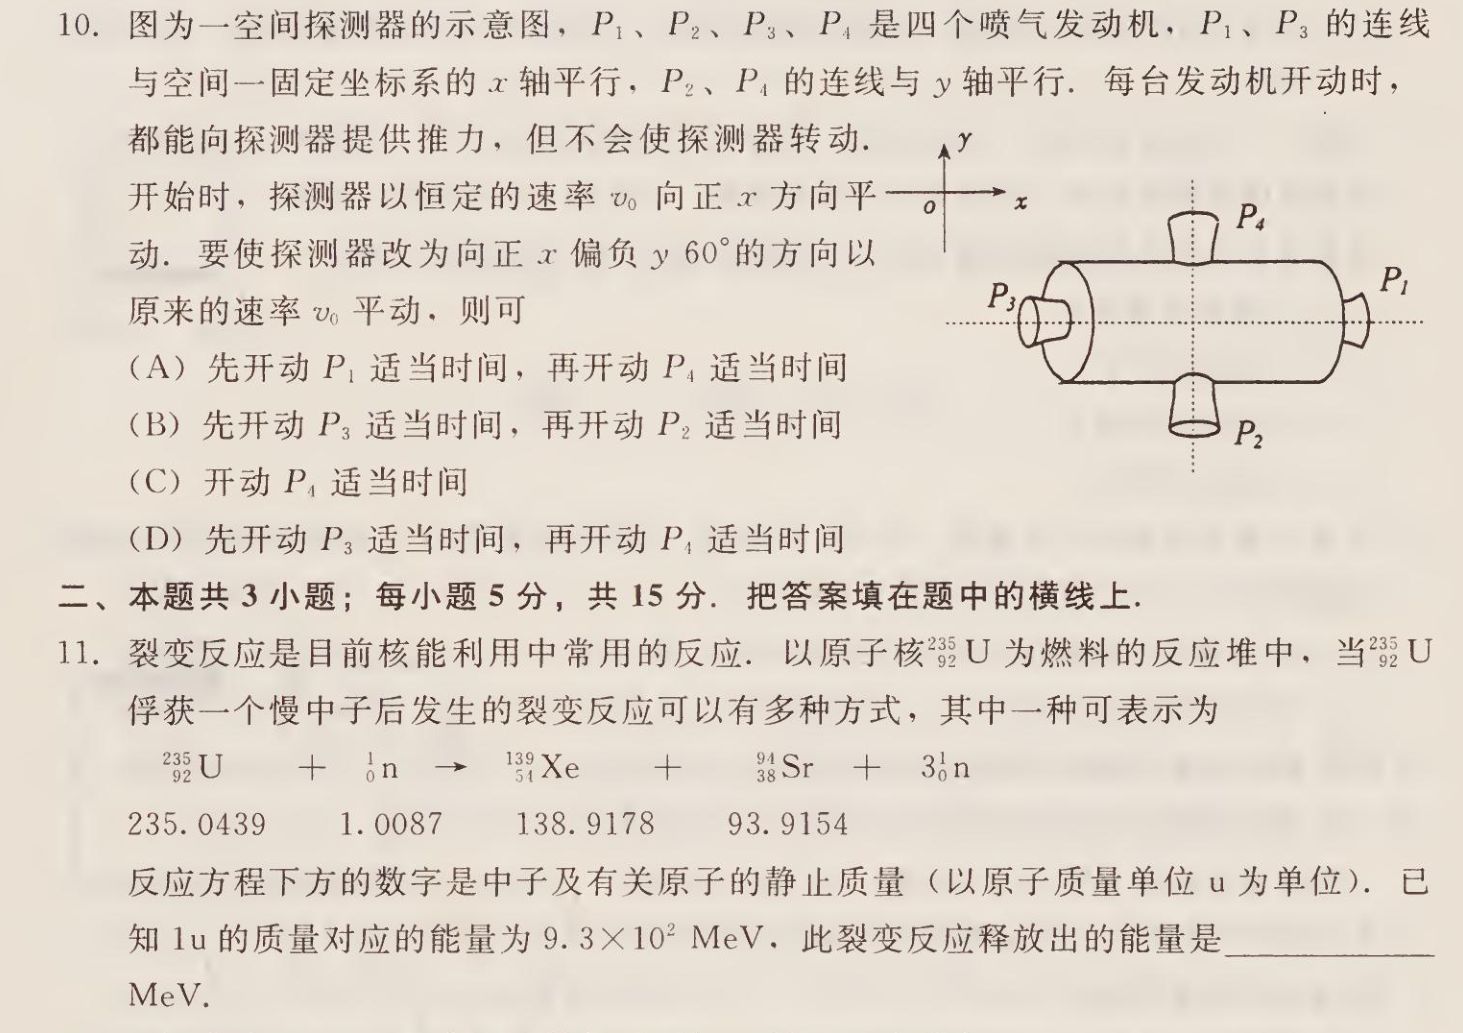 10. 图为一空间探测器的示意图，P₁、P₂、P₃、P₄ 是四个喷气发动机，P₁、P₃ 的连线
与空间一固定坐标系的 x 轴平行，P₂、P₄ 的连线与 y 轴平行．每台发动机开动时，
都能向探测器提供推力，但不会使探测器转动．
开始时，探测器以恒定的速率 v₀ 向正 x 方向平
动．要使探测器改为向正 x 偏负 y 60°的方向以
原来的速率 v₀ 平动，则可
(A) 先开动 P₁ 适当时间，再开动 P₄ 适当时间
(B) 先开动 P₃ 适当时间，再开动 P₂ 适当时间
(C) 开动 P₄ 适当时间
(D) 先开动 P₃ 适当时间，再开动 P₄ 适当时间
y
o
x
P₄
P₁
P₃
P₂
二、本题共 3 小题；每小题 5 分，共 15 分．把答案填在题中的横线上．
11. 裂变反应是目前核能利用中常用的反应．以原子核²³⁵₉₂U 为燃料的反应堆中，当²³⁵₉₂U
俘获一个慢中子后发生的裂变反应可以有多种方式，其中一种可表示为
²³⁵₉₂U + ¹₀n → ¹³⁹₅₄Xe + ⁹⁴₃₈Sr + 3¹₀n
235.0439 1.0087 138.9178 93.9154
反应方程下方的数字是中子及有关原子的静止质量（以原子质量单位 u 为单位）．已
知 1u 的质量对应的能量为 9.3×10² MeV，此裂变反应释放出的能量是
MeV.